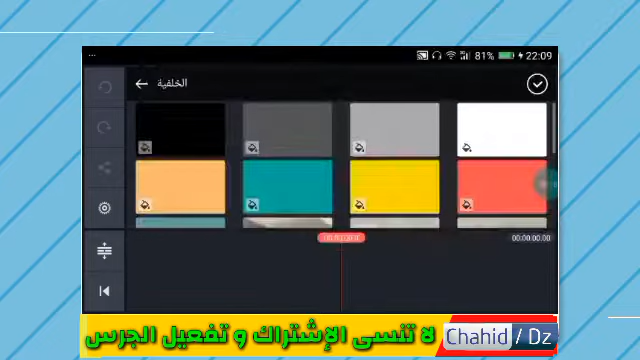 ... 81% 22:09
الخلفية
00:00:00.00
لا تنسى الإشتراك و تفعيل الجرس
Chahid / Dz